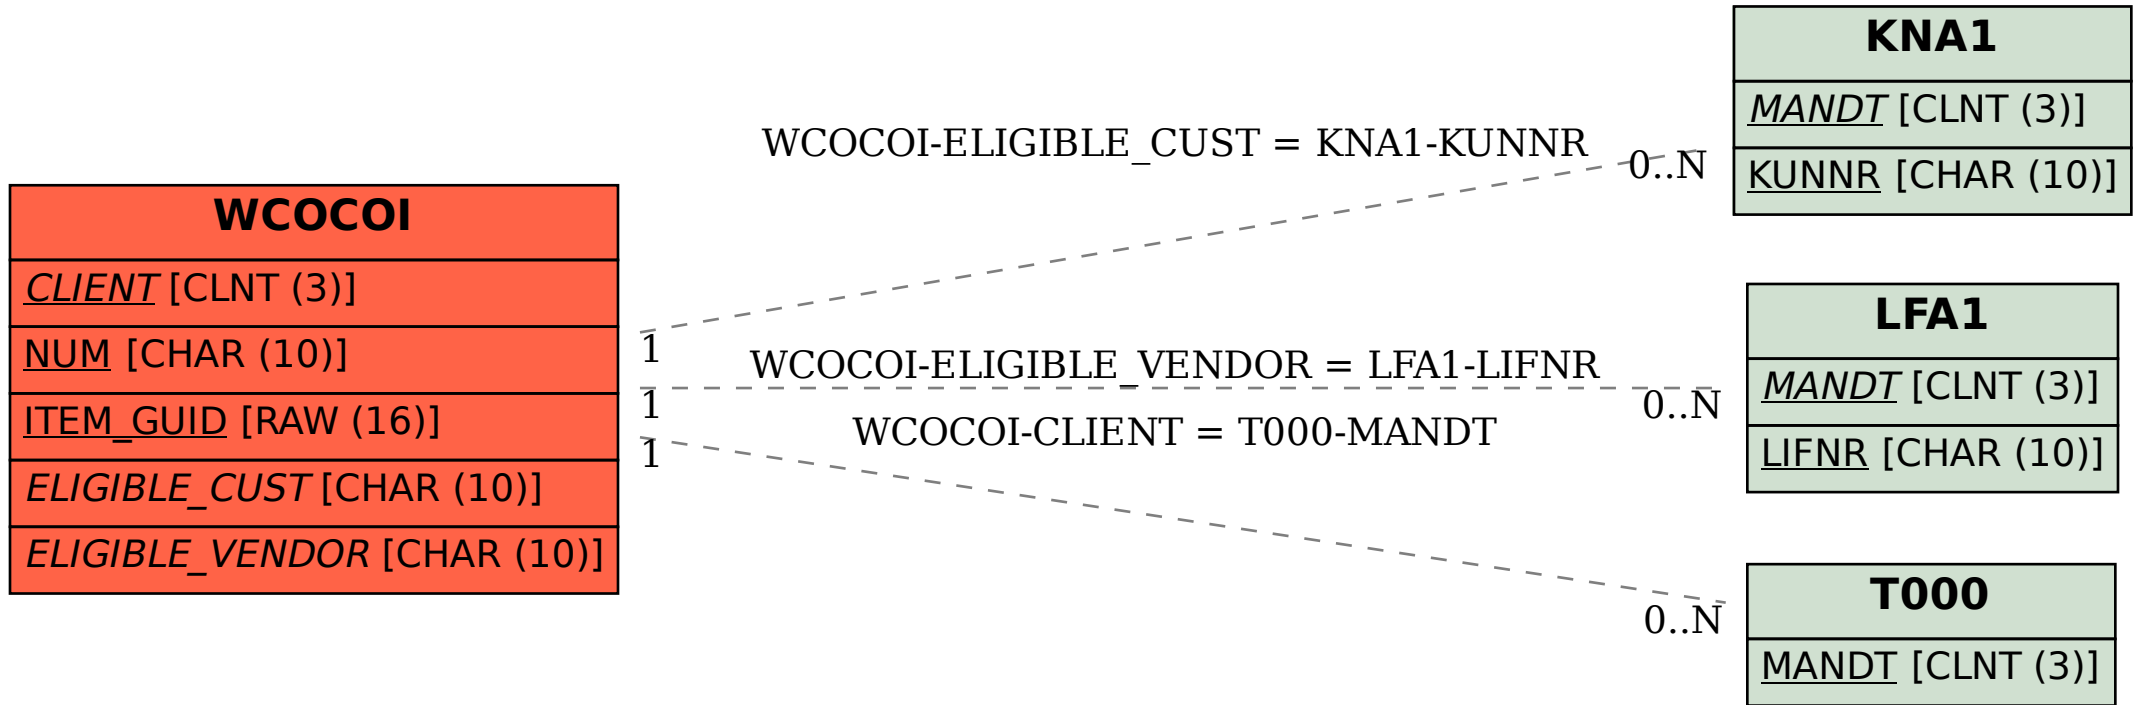 WCOCOI
CLIENT [CLNT (3)]
NUM [CHAR (10)]
ITEM_GUID [RAW (16)]
ELIGIBLE_CUST [CHAR (10)]
ELIGIBLE_VENDOR [CHAR (10)]
WCOCOI-ELIGIBLE_CUST = KNA1-KUNNR
0..N
1
WCOCOI-ELIGIBLE_VENDOR = LFA1-LIFNR
0..N
1
WCOCOI-CLIENT = T000-MANDT
0..N
1
KNA1
MANDT [CLNT (3)]
KUNNR [CHAR (10)]
LFA1
MANDT [CLNT (3)]
LIFNR [CHAR (10)]
T000
MANDT [CLNT (3)]